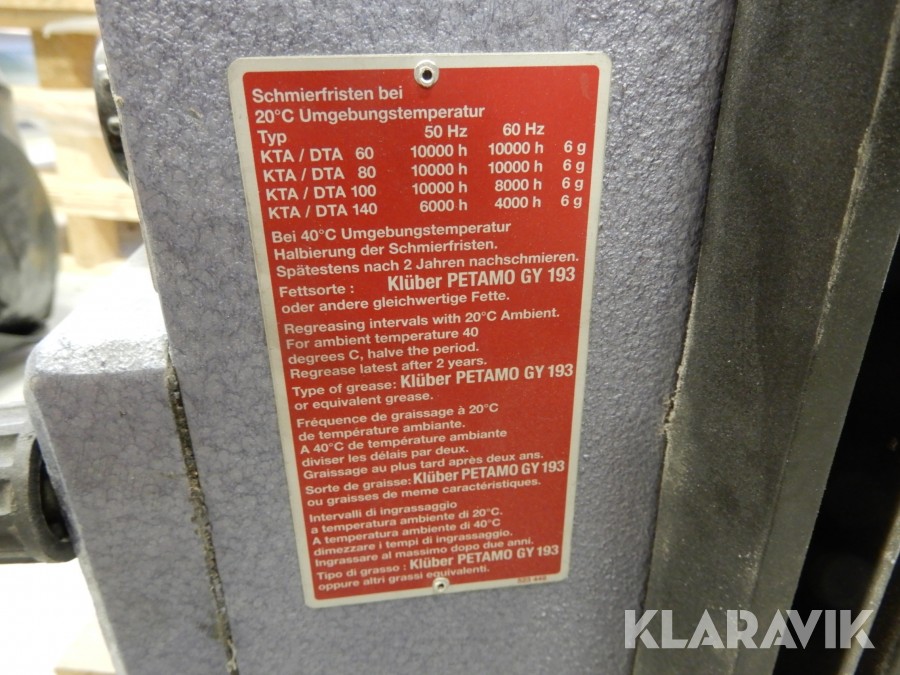 Schmierfristen bei
20°C Umgebungstemperatur
Typ 50 Hz 60 Hz
KTA / DTA 60 10000 h 10000 h 6 g
KTA / DTA 80 10000 h 10000 h 6 g
KTA / DTA 100 10000 h 8000 h 6 g
KTA / DTA 140 6000 h 4000 h 6 g
Bei 40°C Umgebungstemperatur
Halbierung der Schmierfristen.
Spätestens nach 2 Jahren nachschmieren.
Fettsorte : Klüber PETAMO GY 193
oder andere gleichwertige Fette.
Regreasing intervals with 20°C Ambient.
For ambient temperature 40
degrees C, halve the period.
Regrease latest after 2 years.
Type of grease: Klüber PETAMO GY 193
or equivalent grease.
Fréquence de graissage à 20°C
de température ambiante.
A 40°C de température ambiante
diviser les délais par deux.
Graissage au plus tard après deux ans.
Sorte de graisse: Klüber PETAMO GY 193
ou graisses de meme caractéristiques.
Intervalli di ingrassaggio
a temperatura ambiente di 20°C.
A temperatura ambiente di 40°C
dimezzare i tempi di ingrassaggio.
Ingrassare al massimo dopo due anni.
Tipo di grasso : Klüber PETAMO GY 193
oppure altri grassi equivalenti.
KLARAVIK